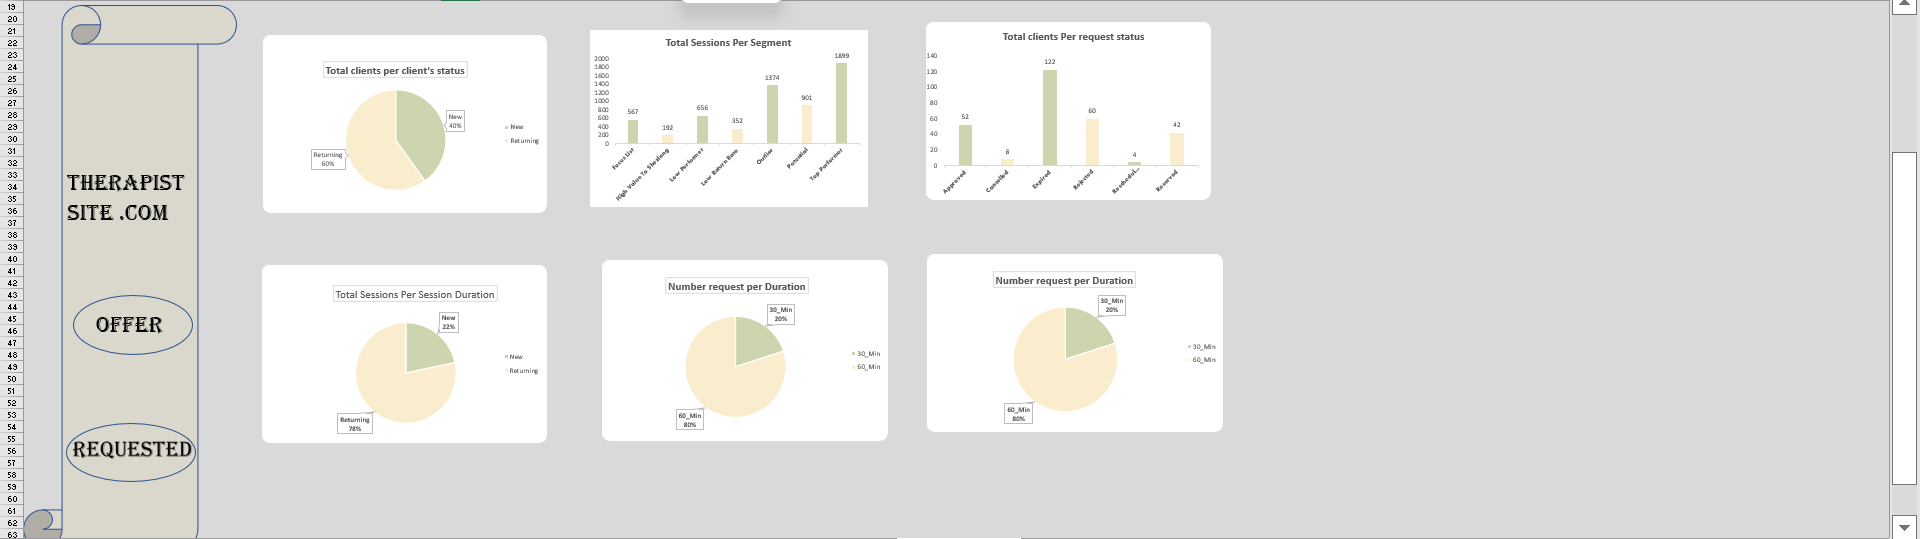 19
20
21
22
23
24
25
26
27
28
29
30
31
32
33
34
35
36
37
38
39
40
41
42
43
44
45
46
47
48
49
50
51
52
53
54
55
56
57
58
59
60
61
62
63
THERAPIST
SITE .COM
OFFER
REQUESTED
Total clients per client's status
New
40%
Returning
60%
New
Returning
Total Sessions Per Segment
2000
1800
1600
1400
1200
1000
800
600
400
200
0
567
192
656
352
1374
901
1899
Focus List
High Value To Sheziong
Low Performer
Low Return Rate
Outlier
Potential
Top Performer
Total clients Per request status
140
120
100
80
60
40
20
0
52
8
122
60
4
42
Approved
Cancelled
Expired
Rejected
Reschedul...
Reserved
Total Sessions Per Session Duration
New
22%
Returning
78%
New
Returning
Number request per Duration
30_Min
20%
60_Min
80%
30_Min
60_Min
Number request per Duration
30_Min
20%
60_Min
80%
30_Min
60_Min